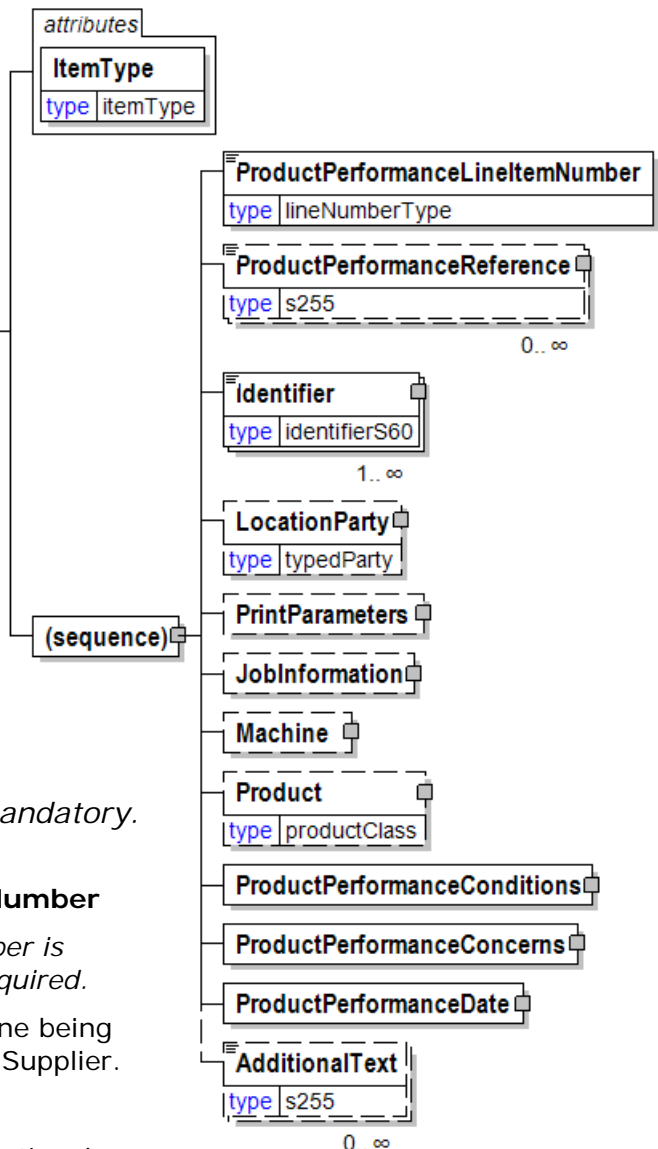 attributes
ItemType
type itemType
ProductPerformanceLineItemNumber
type lineNumberType
ProductPerformanceReference
type s255
0.. ∞
Identifier
type identifierS60
1.. ∞
LocationParty
type typedParty
PrintParameters
(sequence)
JobInformation
Machine
Product
type productClass
andatory.
ProductPerformanceConditions
umber
ProductPerformanceConcerns
er is
quired.
ProductPerformanceDate
ne being
Supplier.
AdditionalText
type s255
0.. ∞